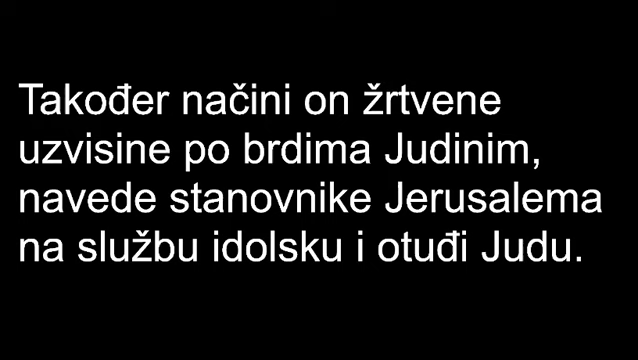 Također načini on žrtvene
uzvisine po brdima Judinim,
navede stanovnike Jerusalema
na službu idolsku i otuđi Judu.